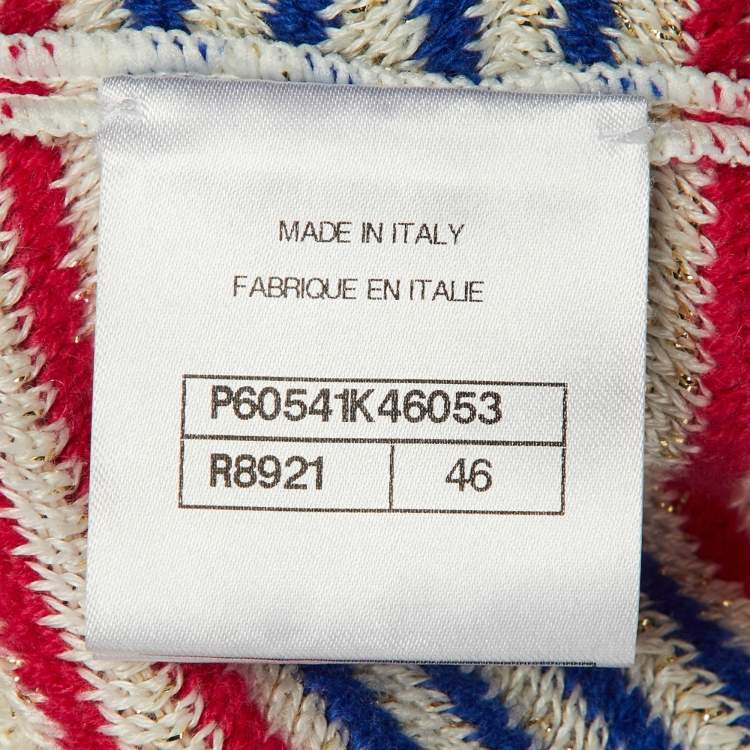 MADE IN ITALY
FABRIQUE EN ITALIE
P60541K46053
R8921 46